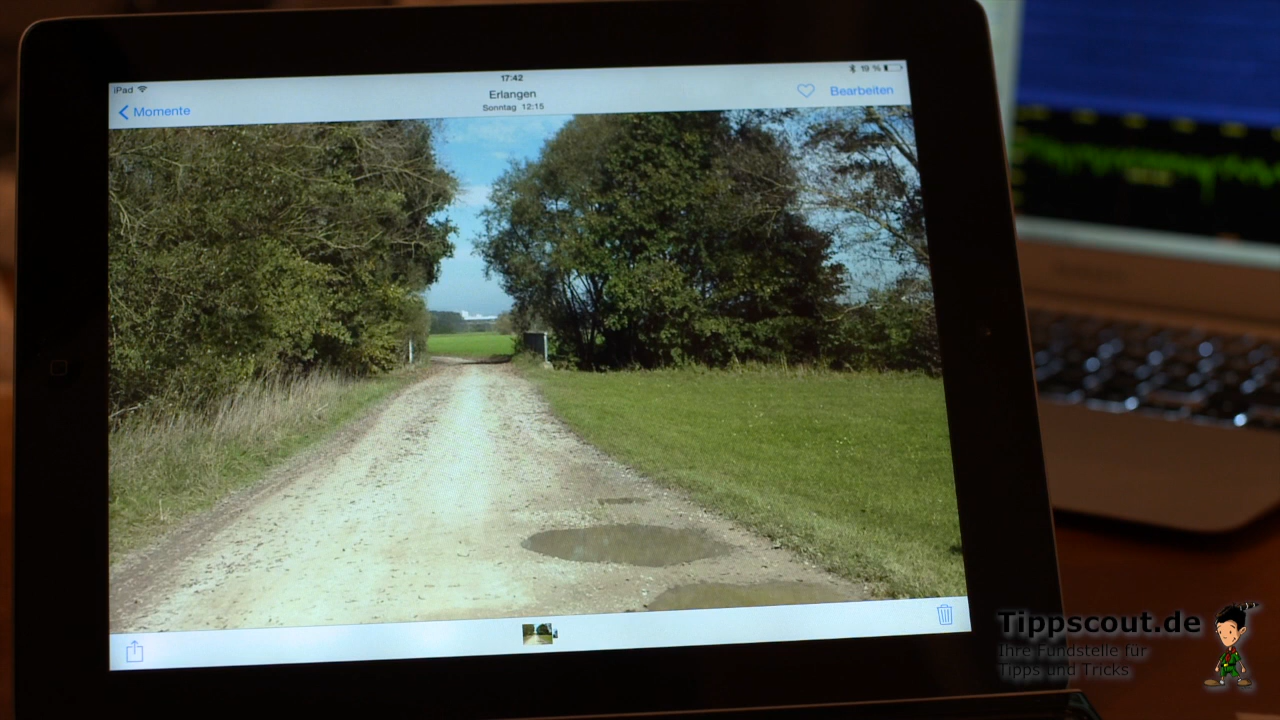 iPad
17:42
19 %
Momente
Erlangen
Sonntag 12:15
Bearbeiten
Tippscout.de
Ihre Fundstelle für
Tipps und Tricks